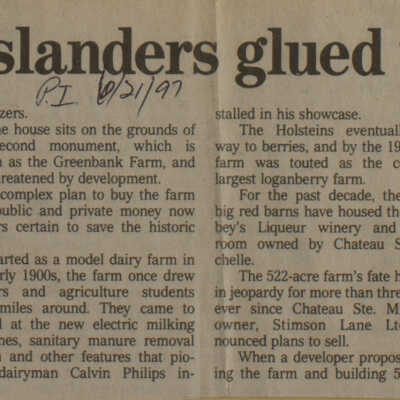 slanders glued
P.I 6/21/97
zers.
e house sits on the grounds of
econd monument, which is
n as the Greenbank Farm, and
reatened by development.
complex plan to buy the farm
public and private money now
rs certain to save the historic
arted as a model dairy farm in
rly 1900s, the farm once drew
rs and agriculture students
miles around. They came to
l at the new electric milking
nes, sanitary manure removal
n and other features that pio-
dairyman Calvin Philips in-
stalled in his showcase.
The Holsteins eventuall
way to berries, and by the 19
farm was touted as the c
largest loganberry farm.
For the past decade, the
big red barns have housed th
bey's Liqueur winery and
room owned by Chateau S
chelle.
The 522-acre farm's fate h
in jeopardy for more than thre
ever since Chateau Ste. M
owner, Stimson Lane Lt
nounced plans to sell.
When a developer propos
ing the farm and building 5